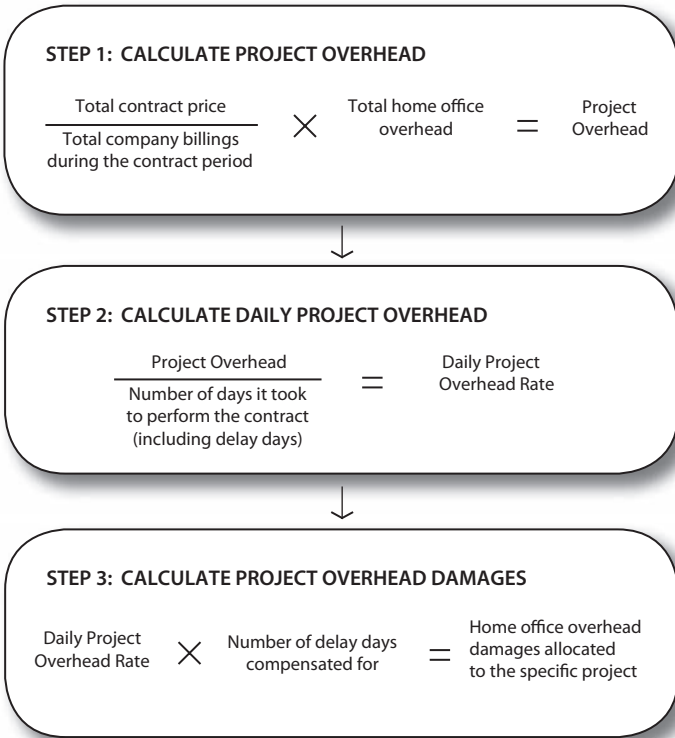 STEP 1: CALCULATE PROJECT OVERHEAD
Total contract price
Total company billings
during the contract period
×
Total home office
overhead
=
Project
Overhead
STEP 2: CALCULATE DAILY PROJECT OVERHEAD
Project Overhead
Number of days it took
to perform the contract
(including delay days)
=
Daily Project
Overhead Rate
STEP 3: CALCULATE PROJECT OVERHEAD DAMAGES
Daily Project
Overhead Rate
×
Number of delay days
compensated for
=
Home office overhead
damages allocated
to the specific project